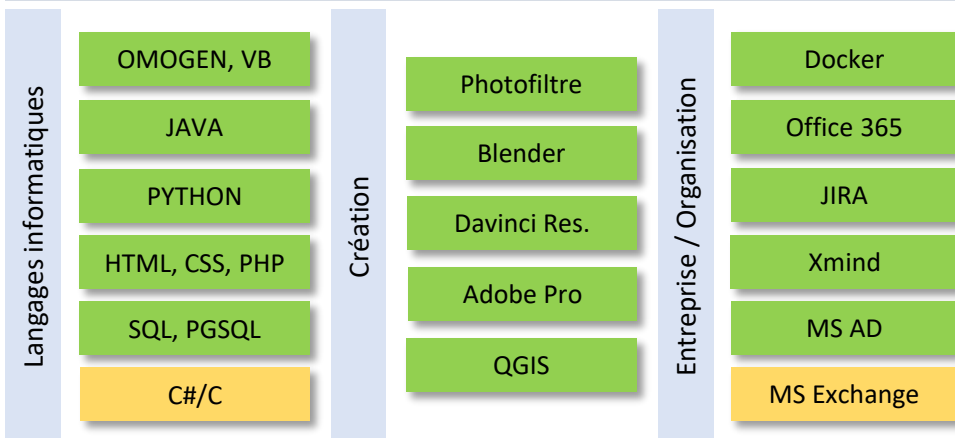 Langages informatiques
OMOGEN, VB
JAVA
PYTHON
HTML, CSS, PHP
SQL, PGSQL
C#/C
Création
Photofiltre
Blender
Davinci Res.
Adobe Pro
QGIS
Entreprise / Organisation
Docker
Office 365
JIRA
Xmind
MS AD
MS Exchange